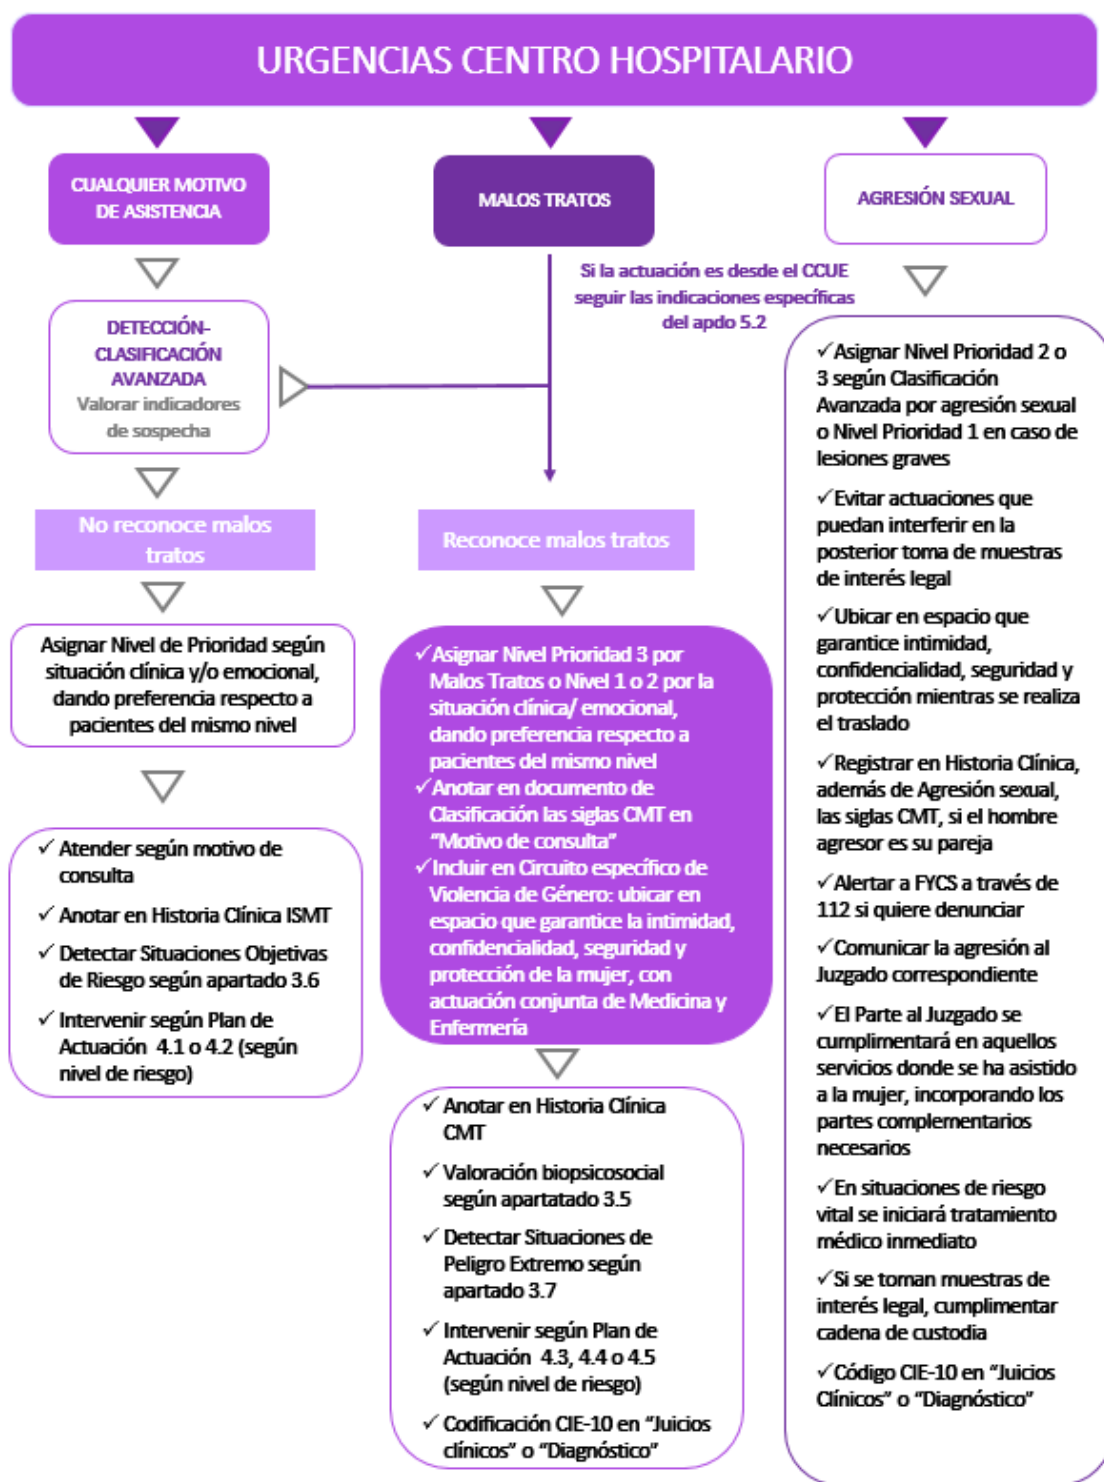 URGENCIAS CENTRO HOSPITALARIO
CUALQUIER MOTIVO
DE ASISTENCIA
DETECCIÓN-
CLASIFICACIÓN
AVANZADA
Valorar indicadores
de sospecha
No reconoce malos
tratos
Asignar Nivel de Prioridad según
situación clínica y/o emocional,
dando preferencia respecto a
pacientes del mismo nivel
✓ Atender según motivo de
consulta
✓ Anotar en Historia Clínica ISMT
✓ Detectar Situaciones Objetivas
de Riesgo según apartado 3.6
✓ Intervenir según Plan de
Actuación 4.1 o 4.2 (según
nivel de riesgo)
MALOS TRATOS
Si la actuación es desde el CCUE
seguir las indicaciones específicas
del apdo 5.2
Reconoce malos tratos
✓Asignar Nivel Prioridad 3 por
Malos Tratos o Nivel 1 o 2 por la
situación clínica/ emocional,
dando preferencia respecto a
pacientes del mismo nivel
✓Anotar en documento de
Clasificación las siglas CMT en
“Motivo de consulta”
✓Incluir en Circuito específico de
Violencia de Género: ubicar en
espacio que garantice la intimidad,
confidencialidad, seguridad y
protección de la mujer, con
actuación conjunta de Medicina y
Enfermería
✓ Anotar en Historia Clínica
CMT
✓ Valoración biopsicosocial
según apartatado 3.5
✓ Detectar Situaciones de
Peligro Extremo según
apartado 3.7
✓ Intervenir según Plan de
Actuación 4.3, 4.4 o 4.5
(según nivel de riesgo)
✓ Codificación CIE-10 en “Juicios
clínicos” o “Diagnóstico”
AGRESIÓN SEXUAL
✓Asignar Nivel Prioridad 2 o
3 según Clasificación
Avanzada por agresión sexual
o Nivel Prioridad 1 en caso de
lesiones graves
✓Evitar actuaciones que
puedan interferir en la
posterior toma de muestras
de interés legal
✓Ubicar en espacio que
garantice intimidad,
confidencialidad, seguridad y
protección mientras se realiza
el traslado
✓Registrar en Historia Clínica,
además de Agresión sexual,
las siglas CMT, si el hombre
agresor es su pareja
✓Alertar a FYCS a través de
112 si quiere denunciar
✓Comunicar la agresión al
Juzgado correspondiente
✓El Parte al Juzgado se
cumplimentará en aquellos
servicios donde se ha asistido
a la mujer, incorporando los
partes complementarios
necesarios
✓En situaciones de riesgo
vital se iniciará tratamiento
médico inmediato
✓Si se toman muestras de
interés legal, cumplimentar
cadena de custodia
✓Código CIE-10 en “Juicios
Clínicos” o “Diagnóstico”